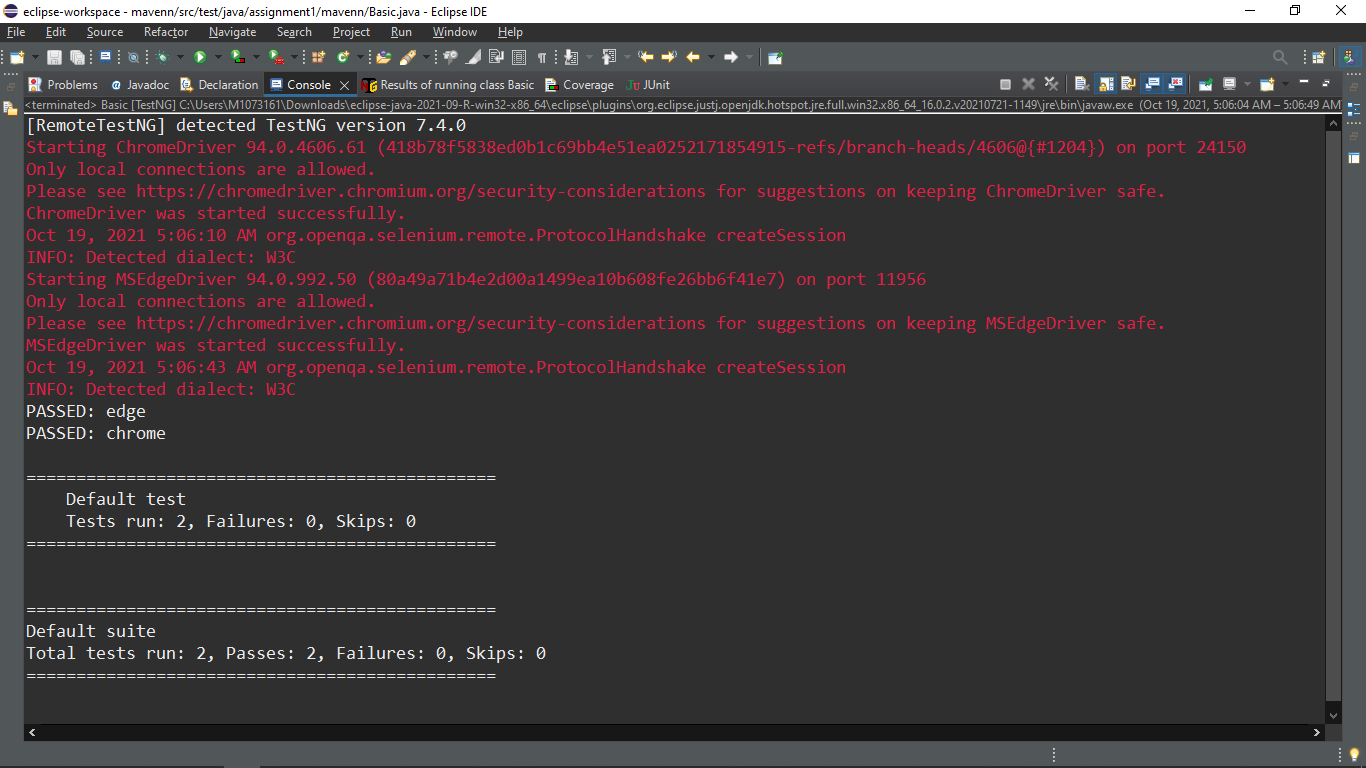 eclipse-workspace - mavenn/src/test/java/assignment1/mavenn/Basic.java - Eclipse IDE
File Edit Source Refactor Navigate Search Project Run Window Help
Problems Javadoc Declaration Console Results of running class Basic Coverage JUnit
<terminated> Basic [TestNG] C:\Users\M1073161\Downloads\eclipse-java-2021-09-R-win32-x86_64\eclipse\plugins\org.eclipse.justj.openjdk.hotspot.jre.full.win32.x86_64_16.0.2.v20210721-1149\jre\bin\javaw.exe (Oct 19, 2021, 5:06:04 AM – 5:06:49 AM)
[RemoteTestNG] detected TestNG version 7.4.0
Starting ChromeDriver 94.0.4606.61 (418b78f5838ed0b1c69bb4e51ea0252171854915-refs/branch-heads/4606@{#1204}) on port 24150
Only local connections are allowed.
Please see https://chromedriver.chromium.org/security-considerations for suggestions on keeping ChromeDriver safe.
ChromeDriver was started successfully.
Oct 19, 2021 5:06:10 AM org.openqa.selenium.remote.ProtocolHandshake createSession
INFO: Detected dialect: W3C
Starting MSEdgeDriver 94.0.992.50 (80a49a71b4e2d00a1499ea10b608fe26bb6f41e7) on port 11956
Only local connections are allowed.
Please see https://chromedriver.chromium.org/security-considerations for suggestions on keeping MSEdgeDriver safe.
MSEdgeDriver was started successfully.
Oct 19, 2021 5:06:43 AM org.openqa.selenium.remote.ProtocolHandshake createSession
INFO: Detected dialect: W3C
PASSED: edge
PASSED: chrome
===============================================
Default test
Tests run: 2, Failures: 0, Skips: 0
===============================================
===============================================
Default suite
Total tests run: 2, Passes: 2, Failures: 0, Skips: 0
===============================================